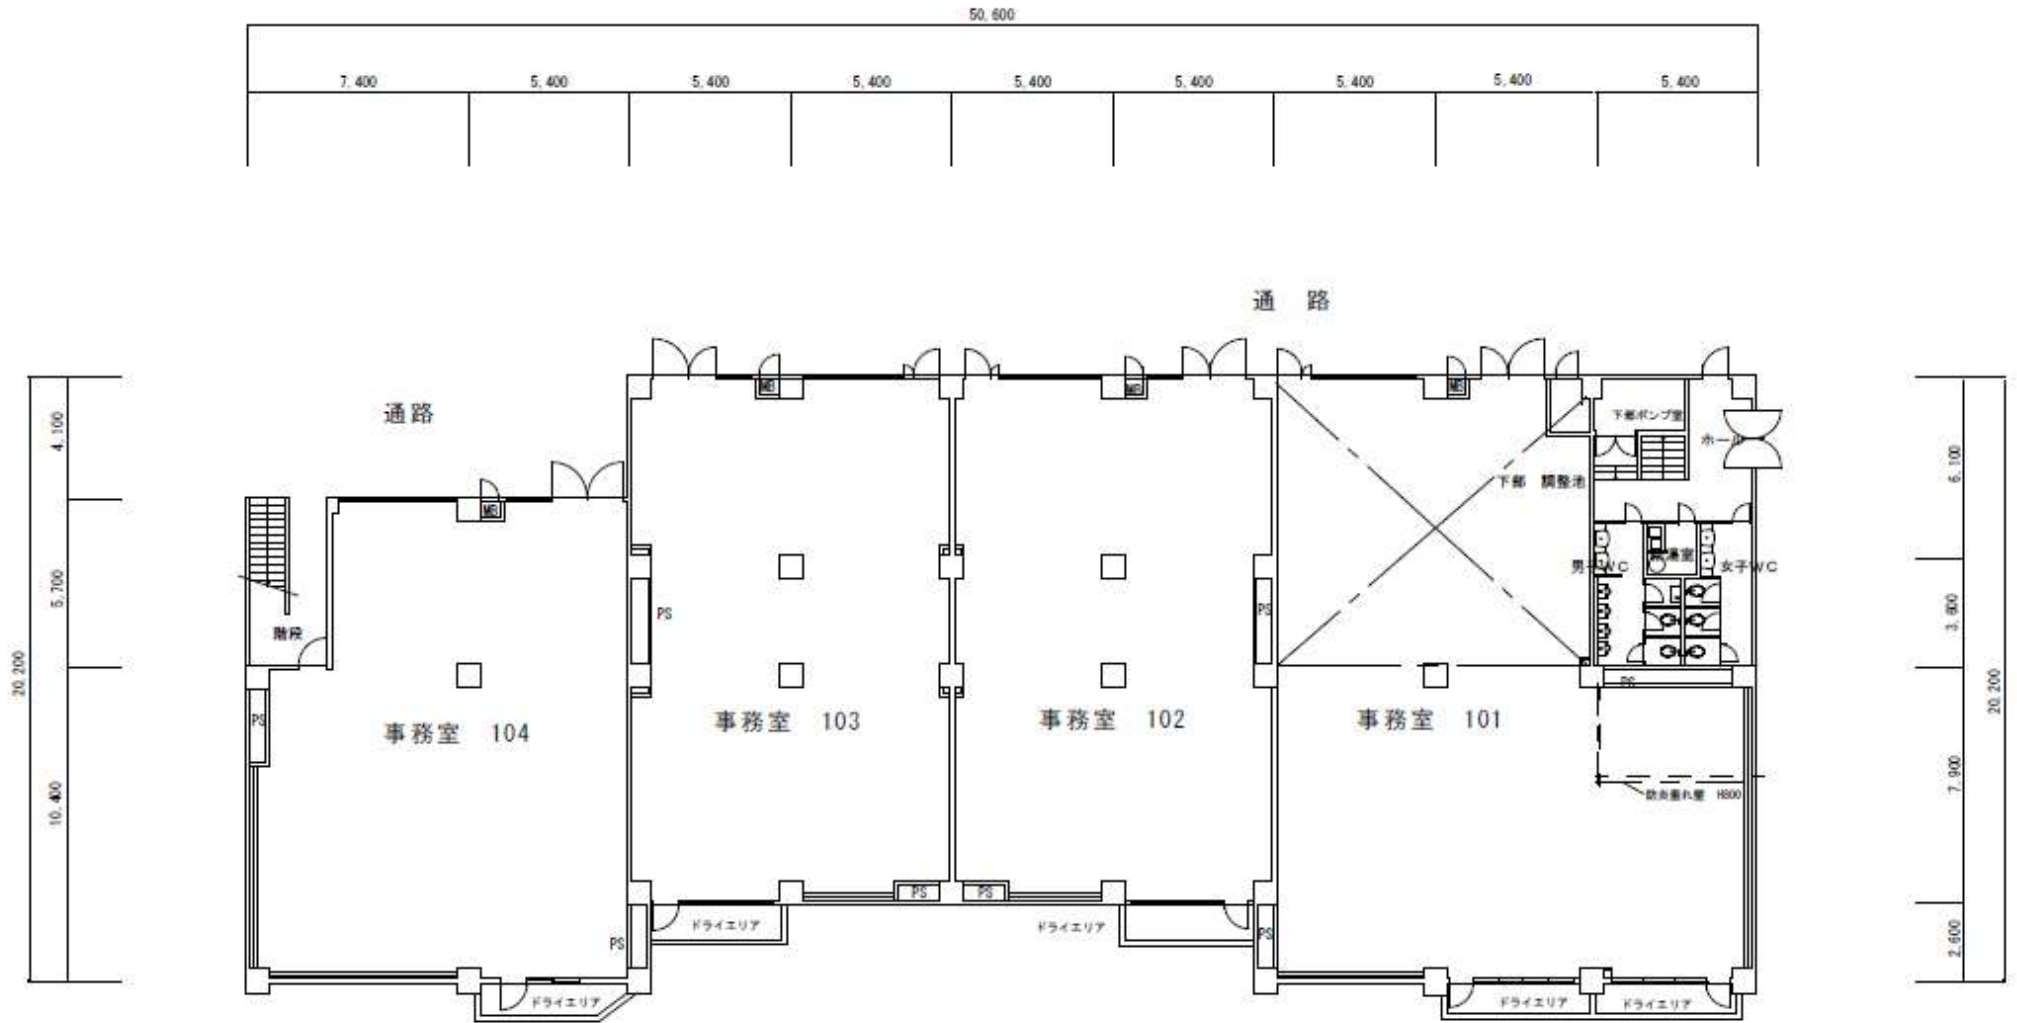 50,600
7,400 5,400 5,400 5,400 5,400 5,400 5,400 5,400 5,400
通 路
通路
4,100
5,700
10,400
20,200
6,100
3,600
7,900
2,600
20,200
MB
MB
MB
MB
下部ポンプ室
ホール
下部 調整池
男子WC
湯室
女子WC
階段
PS
PS
PS
PS
事務室 104
事務室 103
事務室 102
事務室 101
防炎垂れ壁 H800
PS
PS
PS
PS
ドライエリア
ドライエリア
ドライエリア
ドライエリア
ドライエリア